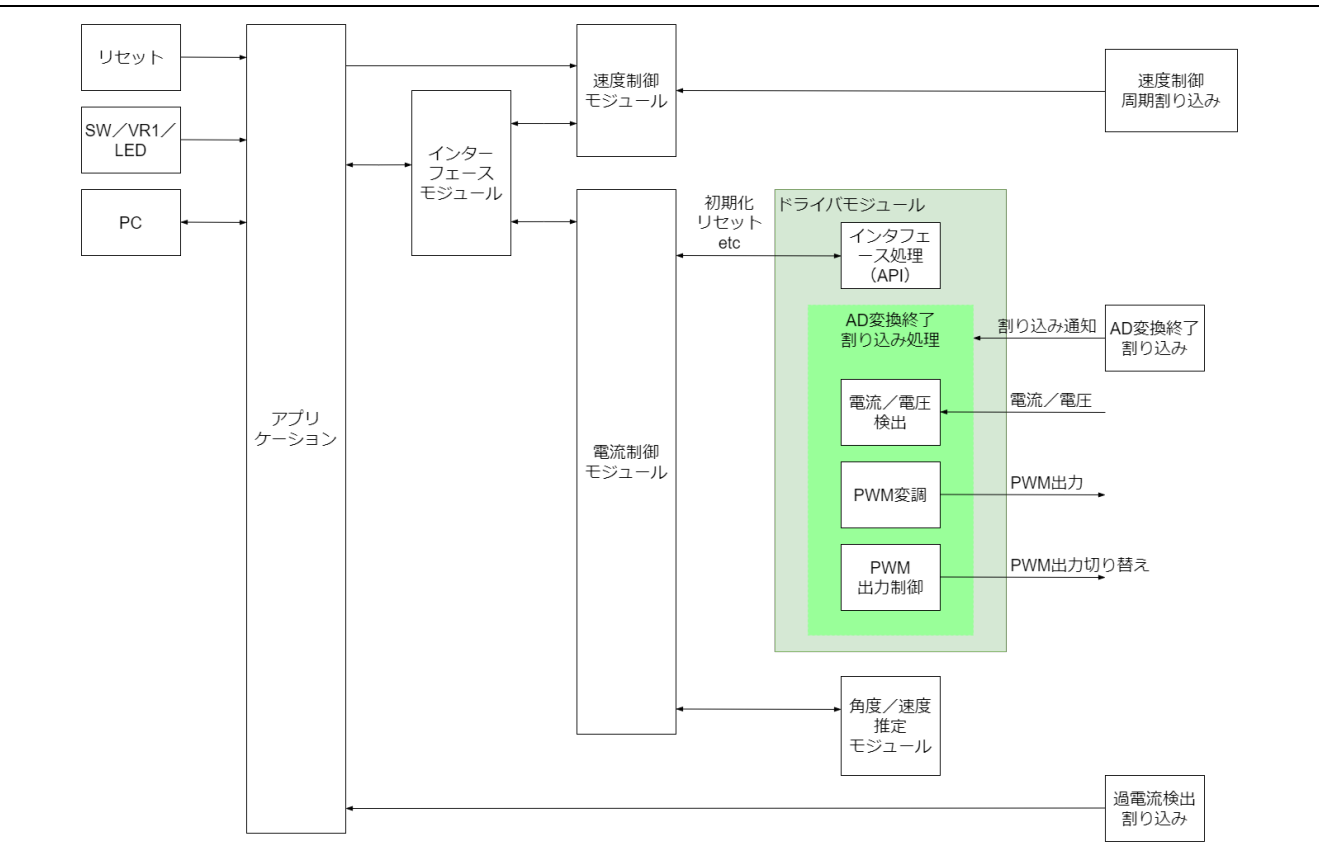 リセット
SW／VR1／
LED
PC
アプリ
ケーション
インター
フェース
モジュール
速度制御
モジュール
速度制御
周期割り込み
電流制御
モジュール
初期化
リセット
etc
ドライバモジュール
インタフェ
ース処理
（API）
AD変換終了
割り込み処理
割り込み通知
AD変換終了
割り込み
電流／電圧
検出
電流／電圧
PWM変調
PWM出力
PWM
出力制御
PWM出力切り替え
角度／速度
推定
モジュール
過電流検出
割り込み